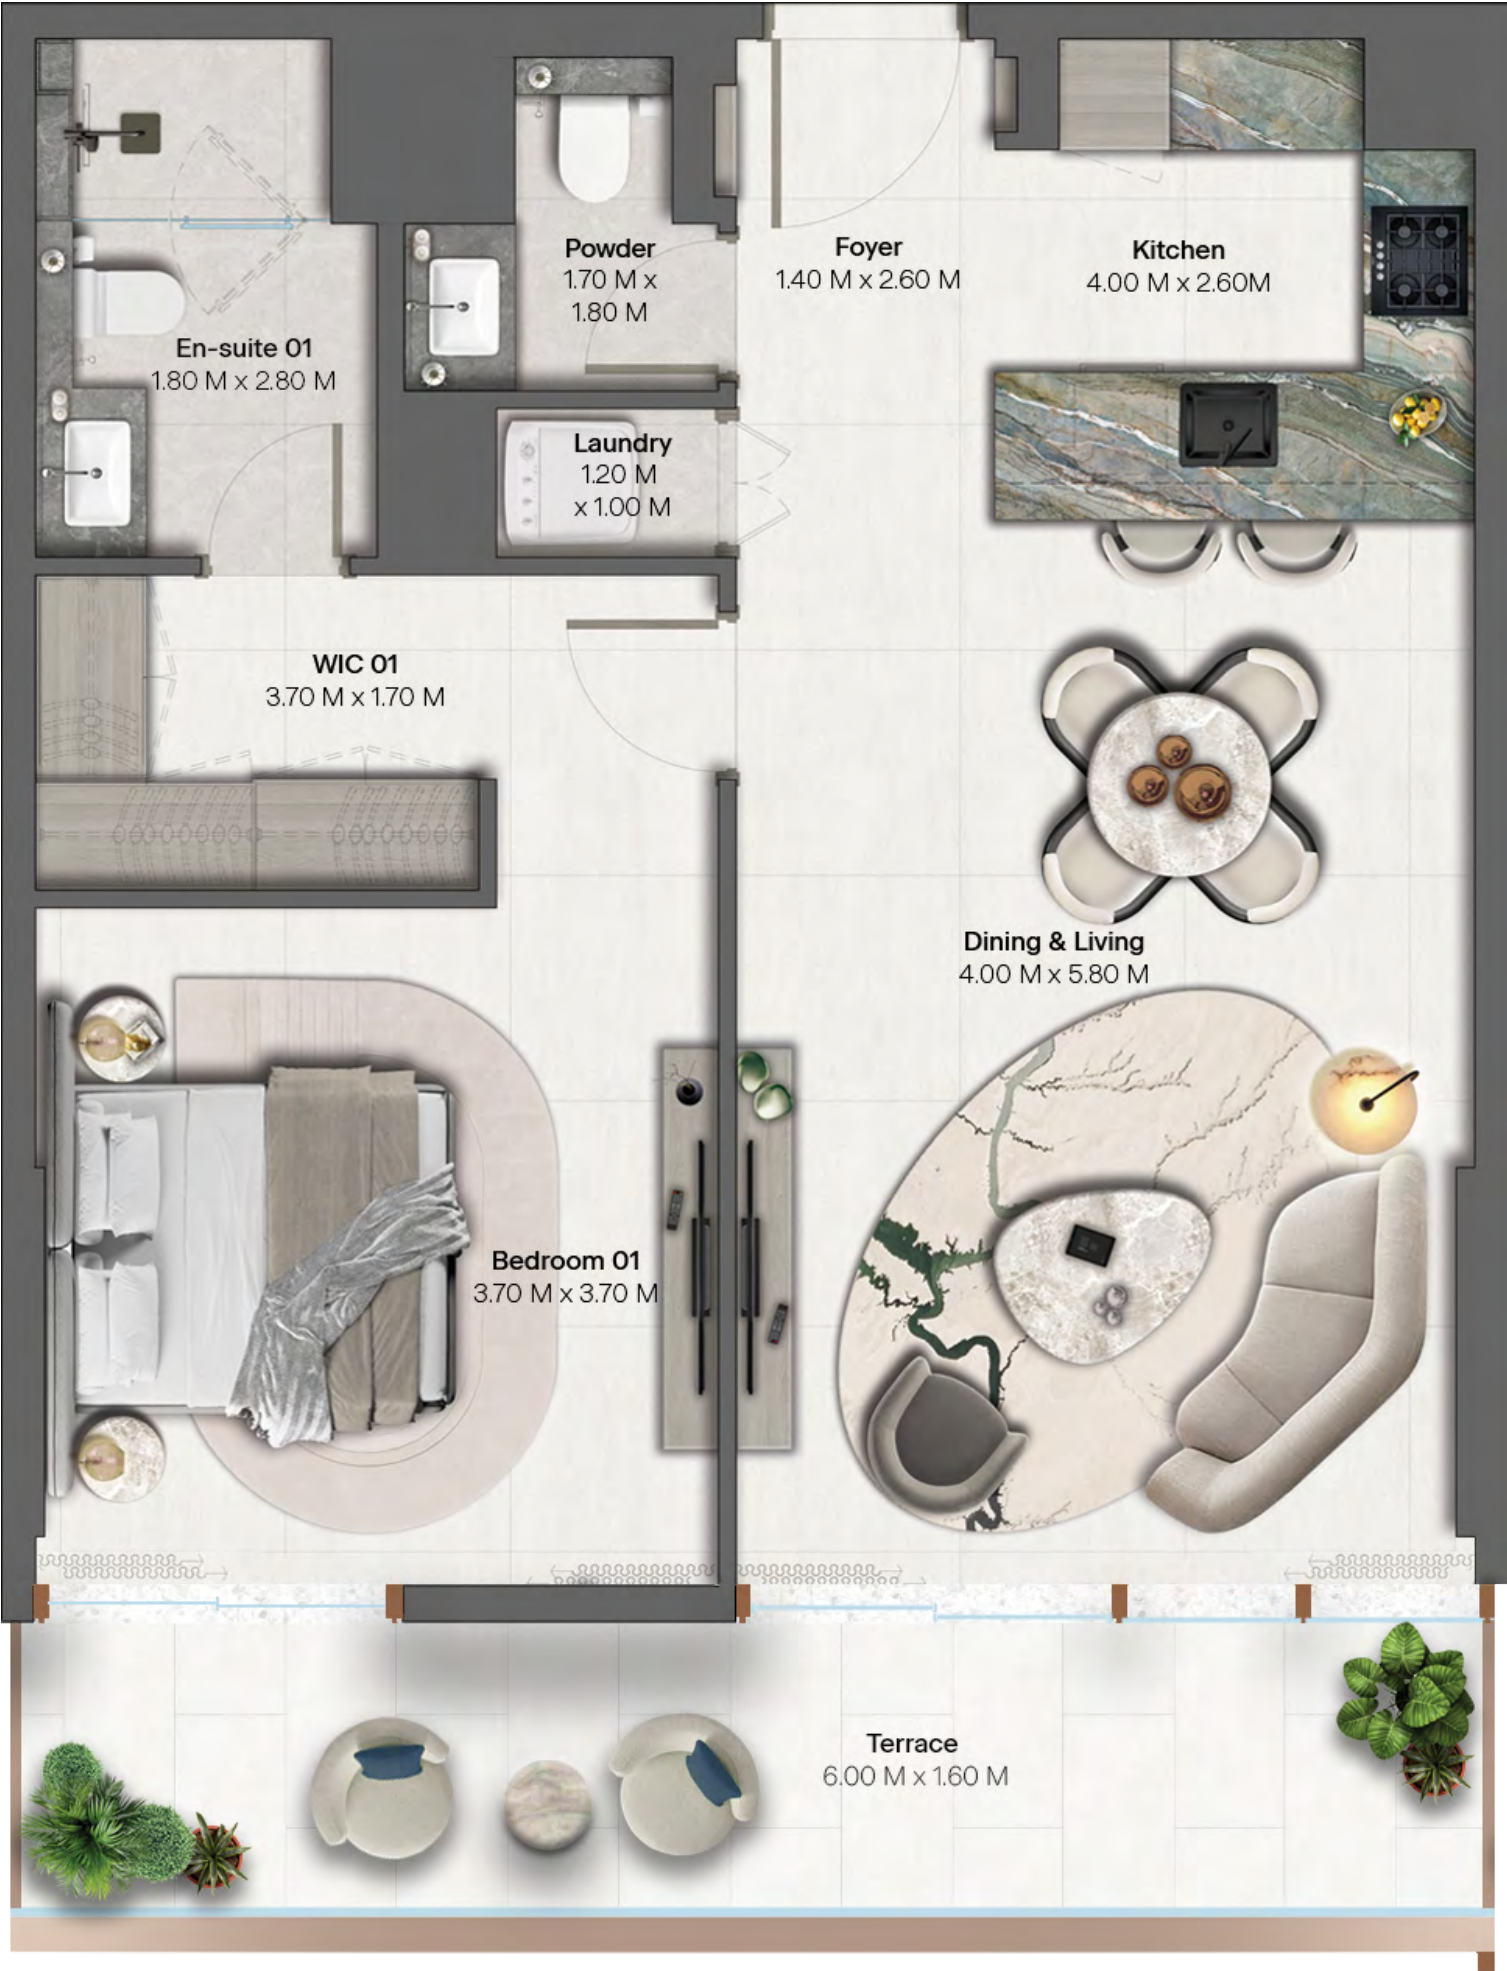 Powder
1.70 M x
1.80 M
Foyer
1.40 M x 2.60 M
Kitchen
4.00 M x 2.60M
En-suite 01
1.80 M x 2.80 M
Laundry
1.20 M
x 1.00 M
WIC 01
3.70 M x 1.70 M
Dining & Living
4.00 M x 5.80 M
Bedroom 01
3.70 M x 3.70 M
Terrace
6.00 M x 1.60 M